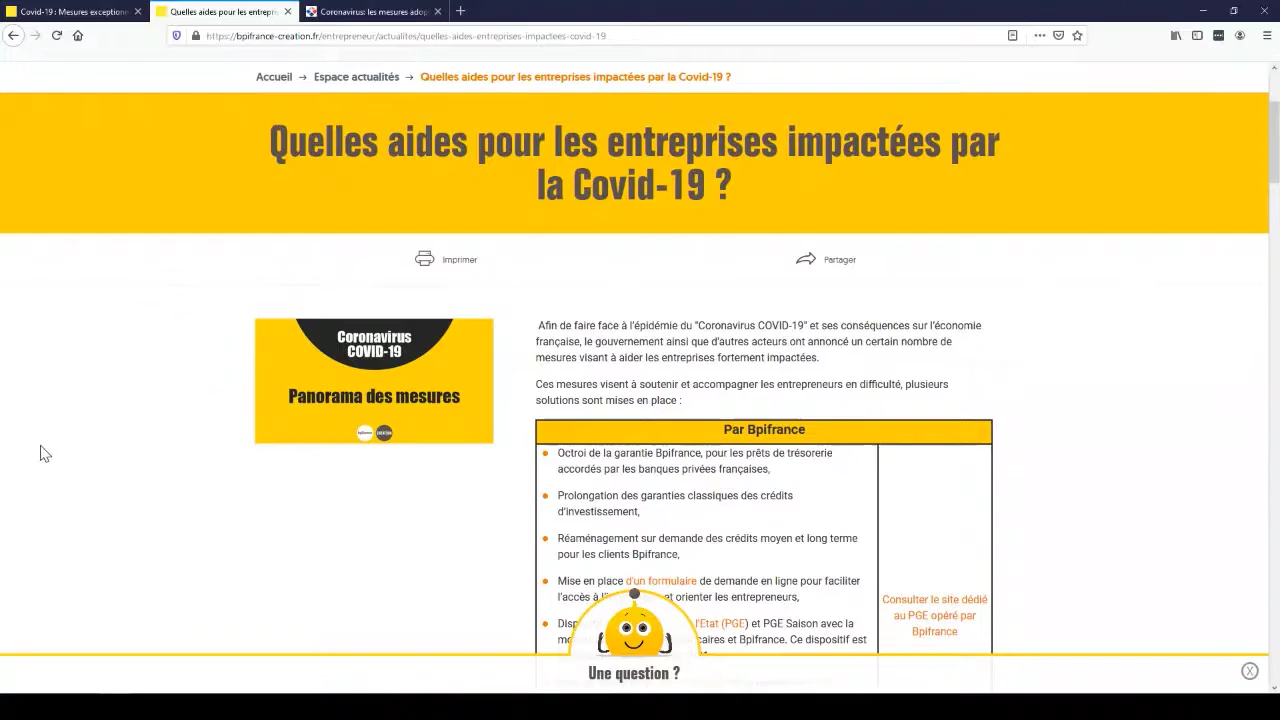 Covid-19 : Mesures exception
Quelles aides pour les entrepr
Coronavirus: les mesures adop
https://bpifrance-creation.fr/entrepreneur/actualites/quelles-aides-entreprises-impactees-covid-19
Accueil → Espace actualités → Quelles aides pour les entreprises impactées par la Covid-19 ?
Quelles aides pour les entreprises impactées par
la Covid-19 ?
Imprimer
Partager
Coronavirus
COVID-19
Panorama des mesures
bpifrance
CREATION
Afin de faire face à l'épidémie du "Coronavirus COVID-19" et ses conséquences sur l'économie
française, le gouvernement ainsi que d'autres acteurs ont annoncé un certain nombre de
mesures visant à aider les entreprises fortement impactées.
Ces mesures visent à soutenir et accompagner les entrepreneurs en difficulté, plusieurs
solutions sont mises en place :
Par Bpifrance
Octroi de la garantie Bpifrance, pour les prêts de trésorerie
accordés par les banques privées françaises,
Prolongation des garanties classiques des crédits
d'investissement,
Réaménagement sur demande des crédits moyen et long terme
pour les clients Bpifrance,
Mise en place d'un formulaire de demande en ligne pour faciliter
l'accès à et orienter les entrepreneurs,
l'Etat (PGE) et PGE Saison avec la
et Bpifrance. Ce dispositif est
Consulter le site dédié
au PGE opéré par
Bpifrance
Une question ?
X